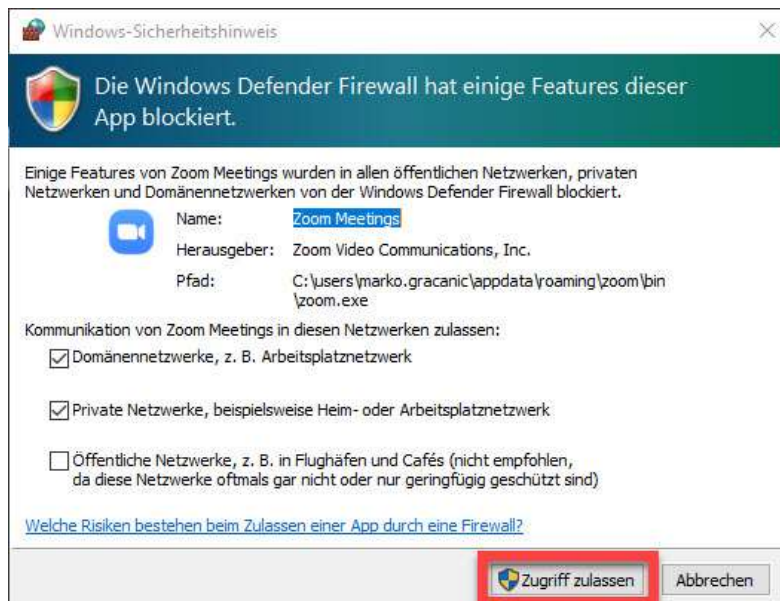 Windows-Sicherheitshinweis
Die Windows Defender Firewall hat einige Features dieser
App blockiert.
Einige Features von Zoom Meetings wurden in allen öffentlichen Netzwerken, privaten
Netzwerken und Domänennetzwerken von der Windows Defender Firewall blockiert.
Name: Zoom Meetings
Herausgeber: Zoom Video Communications, Inc.
Pfad: C:\users\marko.gracanic\appdata\roaming\zoom\bin
\zoom.exe
Kommunikation von Zoom Meetings in diesen Netzwerken zulassen:
Domänennetzwerke, z. B. Arbeitsplatznetzwerk
Private Netzwerke, beispielsweise Heim- oder Arbeitsplatznetzwerk
Öffentliche Netzwerke, z. B. in Flughäfen und Cafés (nicht empfohlen,
da diese Netzwerke oftmals gar nicht oder nur geringfügig geschützt sind)
Welche Risiken bestehen beim Zulassen einer App durch eine Firewall?
Zugriff zulassen Abbrechen